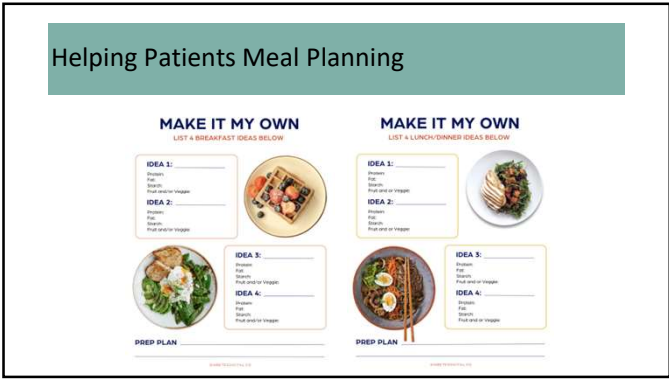 Helping Patients Meal Planning
MAKE IT MY OWN
LIST 4 BREAKFAST IDEAS BELOW
IDEA 1:
Protein:
Fat:
Starch:
Fruit and/or Veggie:
IDEA 2:
Protein:
Fat:
Starch:
Fruit and/or Veggie:
IDEA 3:
Protein:
Fat:
Starch:
Fruit and/or Veggie:
IDEA 4:
Protein:
Fat:
Starch:
Fruit and/or Veggie:
PREP PLAN
MAKE IT MY OWN
LIST 4 LUNCH/DINNER IDEAS BELOW
IDEA 1:
Protein:
Fat:
Starch:
Fruit and/or Veggie:
IDEA 2:
Protein:
Fat:
Starch:
Fruit and/or Veggie:
IDEA 3:
Protein:
Fat:
Starch:
Fruit and/or Veggie:
IDEA 4:
Protein:
Fat:
Starch:
Fruit and/or Veggie:
PREP PLAN